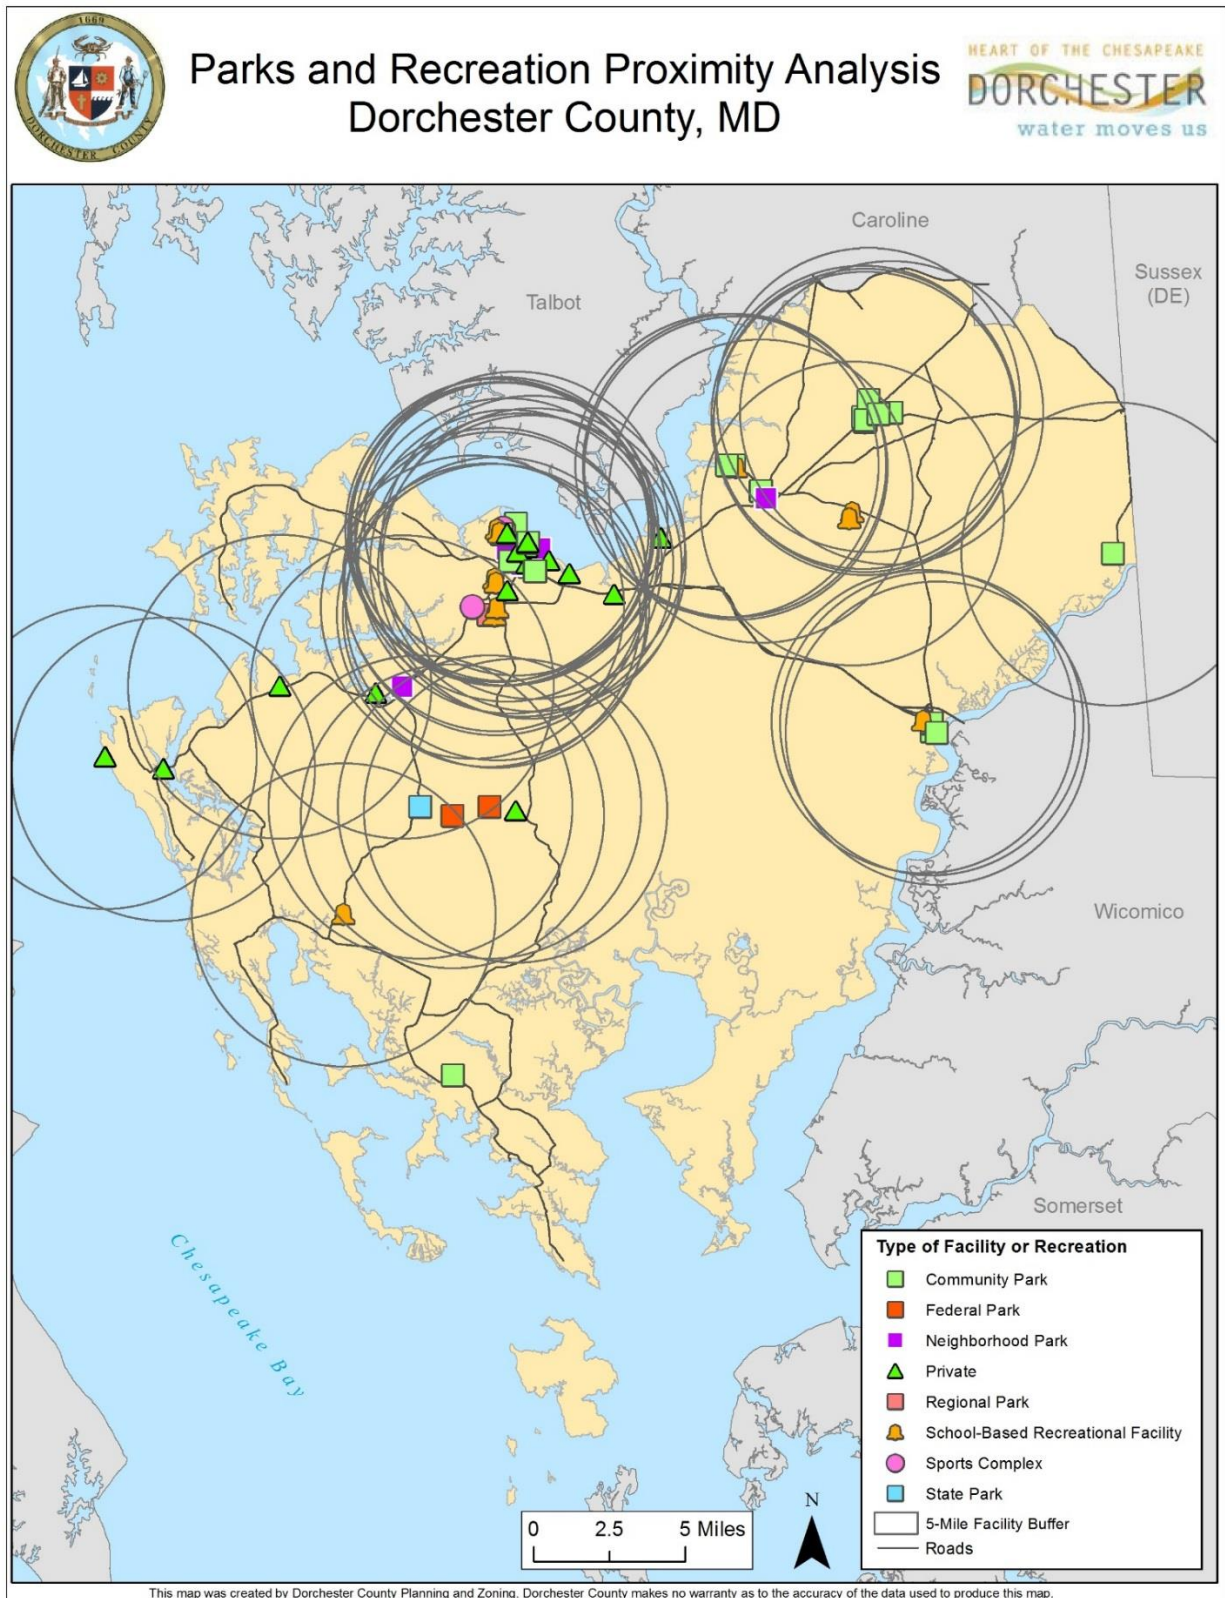 1669
DORCHESTER COUNTY
Parks and Recreation Proximity Analysis
Dorchester County, MD
HEART OF THE CHESAPEAKE
DORCHESTER
water moves us
Caroline
Sussex
(DE)
Talbot
Wicomico
Somerset
Chesapeake Bay
Type of Facility or Recreation
Community Park
Federal Park
Neighborhood Park
Private
Regional Park
School-Based Recreational Facility
Sports Complex
State Park
5-Mile Facility Buffer
Roads
0 2.5 5 Miles
N
This map was created by Dorchester County Planning and Zoning. Dorchester County makes no warranty as to the accuracy of the data used to produce this map.